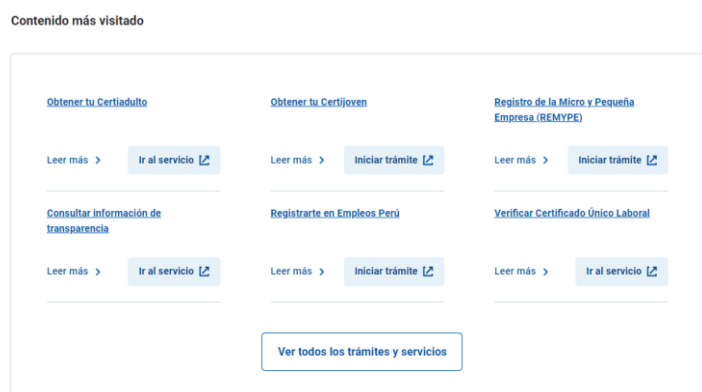 Contenido más visitado
Obtener tu Certiadulto
Leer más
Ir al servicio
Obtener tu Certijoven
Leer más
Iniciar trámite
Registro de la Micro y Pequeña
Empresa (REMYPE)
Leer más
Iniciar trámite
Consultar información de
transparencia
Leer más
Ir al servicio
Registrarte en Empleos Perú
Leer más
Iniciar trámite
Verificar Certificado Único Laboral
Leer más
Ir al servicio
Ver todos los trámites y servicios